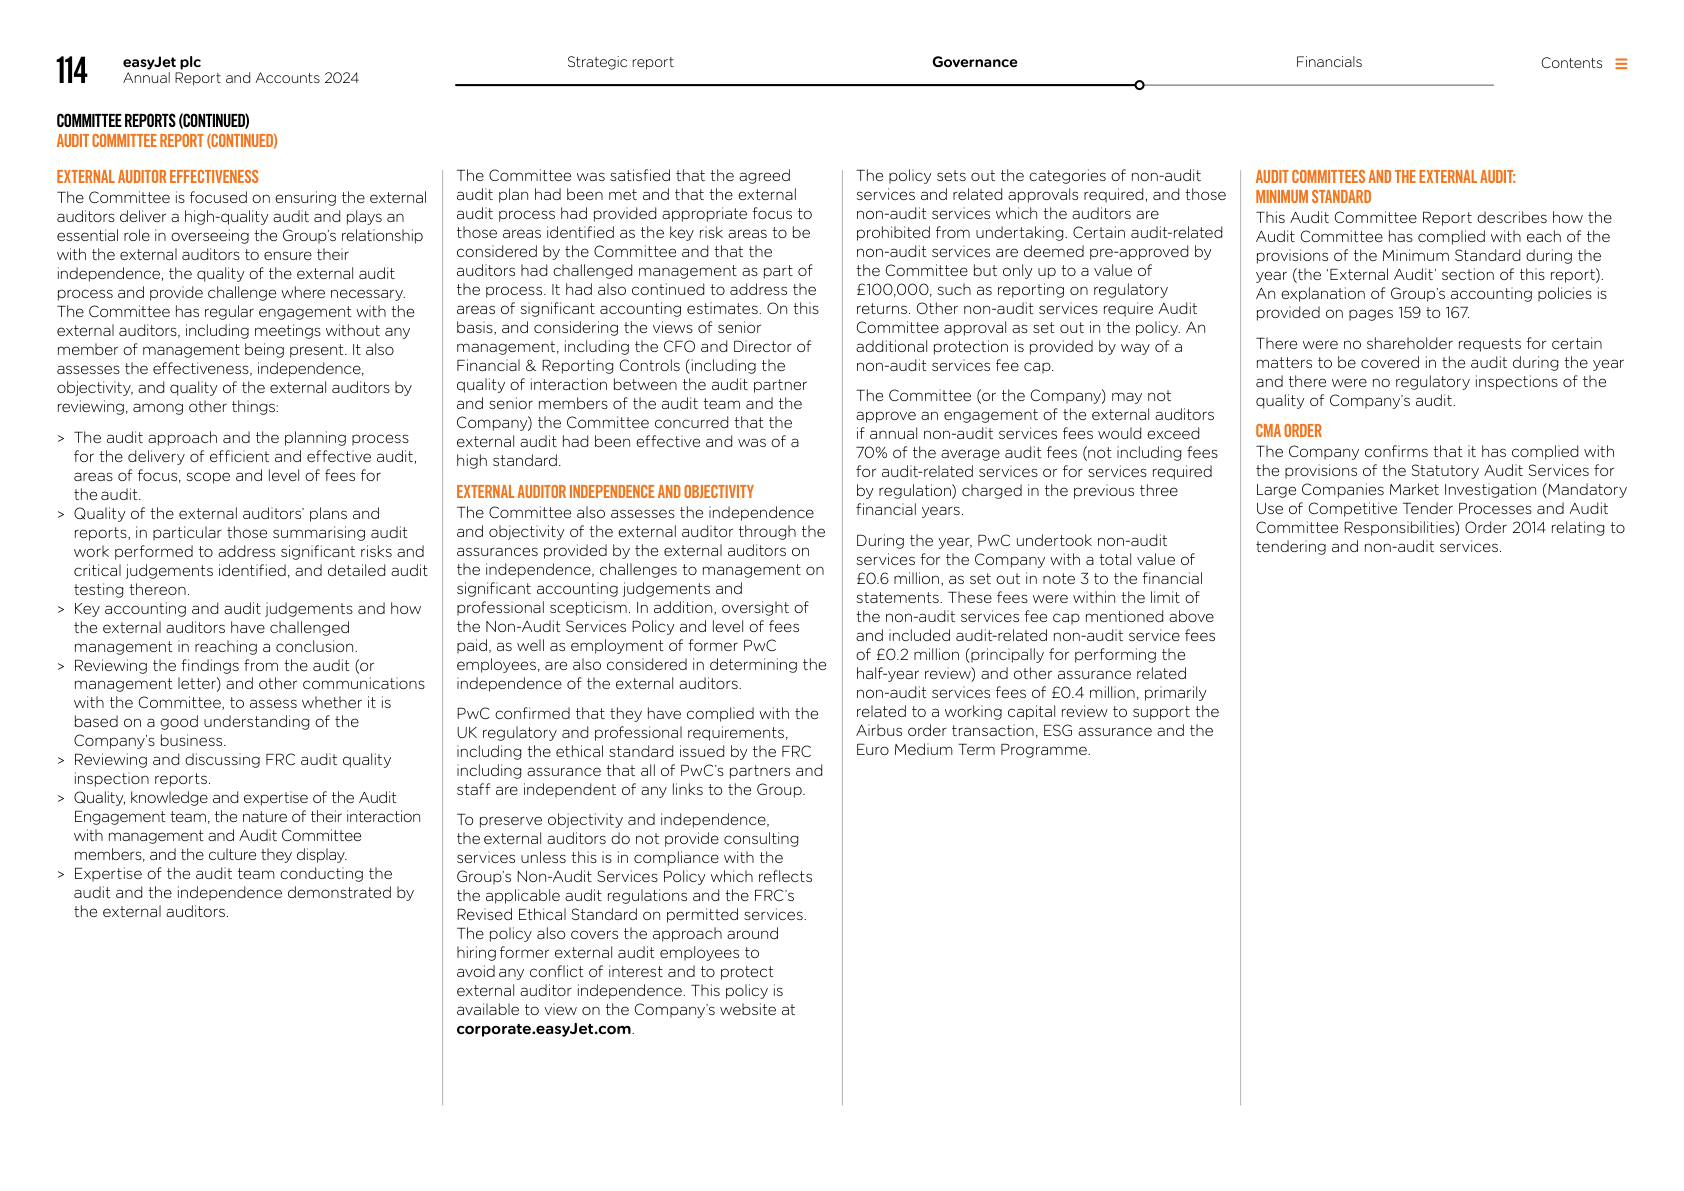 114
easyJet plc
Annual Report and Accounts 2024
Strategic report
Governance
Financials
Contents
COMMITTEE REPORTS (CONTINUED)
AUDIT COMMITTEE REPORT (CONTINUED)
EXTERNAL AUDITOR EFFECTIVENESS
The Committee is focused on ensuring the external
auditors deliver a high-quality audit and plays an
essential role in overseeing the Group's relationship
with the external auditors to ensure their
independence, the quality of the external audit
process and provide challenge where necessary.
The Committee has regular engagement with the
external auditors, including meetings without any
member of management being present. It also
assesses the effectiveness, independence,
objectivity, and quality of the external auditors by
reviewing, among other things:
> The audit approach and the planning process
for the delivery of efficient and effective audit,
areas of focus, scope and level of fees for
the audit.
> Quality of the external auditors' plans and
reports, in particular those summarising audit
work performed to address significant risks and
critical judgements identified, and detailed audit
testing thereon.
> Key accounting and audit judgements and how
the external auditors have challenged
management in reaching a conclusion.
> Reviewing the findings from the audit (or
management letter) and other communications
with the Committee, to assess whether it is
based on a good understanding of the
Company's business.
> Reviewing and discussing FRC audit quality
inspection reports.
> Quality, knowledge and expertise of the Audit
Engagement team, the nature of their interaction
with management and Audit Committee
members, and the culture they display.
> Expertise of the audit team conducting the
audit and the independence demonstrated by
the external auditors.
The Committee was satisfied that the agreed
audit plan had been met and that the external
audit process had provided appropriate focus to
those areas identified as the key risk areas to be
considered by the Committee and that the
auditors had challenged management as part of
the process. It had also continued to address the
areas of significant accounting estimates. On this
basis, and considering the views of senior
management, including the CFO and Director of
Financial & Reporting Controls (including the
quality of interaction between the audit partner
and senior members of the audit team and the
Company) the Committee concurred that the
external audit had been effective and was of a
high standard.
EXTERNAL AUDITOR INDEPENDENCE AND OBJECTIVITY
The Committee also assesses the independence
and objectivity of the external auditor through the
assurances provided by the external auditors on
the independence, challenges to management on
significant accounting judgements and
professional scepticism. In addition, oversight of
the Non-Audit Services Policy and level of fees
paid, as well as employment of former PwC
employees, are also considered in determining the
independence of the external auditors.
PwC confirmed that they have complied with the
UK regulatory and professional requirements,
including the ethical standard issued by the FRC
including assurance that all of PwC's partners and
staff are independent of any links to the Group.
To preserve objectivity and independence,
the external auditors do not provide consulting
services unless this is in compliance with the
Group's Non-Audit Services Policy which reflects
the applicable audit regulations and the FRC's
Revised Ethical Standard on permitted services.
The policy also covers the approach around
hiring former external audit employees to
avoid any conflict of interest and to protect
external auditor independence. This policy is
available to view on the Company's website at
corporate.easyJet.com.
The policy sets out the categories of non-audit
services and related approvals required, and those
non-audit services which the auditors are
prohibited from undertaking. Certain audit-related
non-audit services are deemed pre-approved by
the Committee but only up to a value of
£100,000, such as reporting on regulatory
returns. Other non-audit services require Audit
Committee approval as set out in the policy. An
additional protection is provided by way of a
non-audit services fee cap.
The Committee (or the Company) may not
approve an engagement of the external auditors
if annual non-audit services fees would exceed
70% of the average audit fees (not including fees
for audit-related services or for services required
by regulation) charged in the previous three
financial years.
During the year, PwC undertook non-audit
services for the Company with a total value of
£0.6 million, as set out in note 3 to the financial
statements. These fees were within the limit of
the non-audit services fee cap mentioned above
and included audit-related non-audit service fees
of £0.2 million (principally for performing the
half-year review) and other assurance related
non-audit services fees of £0.4 million, primarily
related to a working capital review to support the
Airbus order transaction, ESG assurance and the
Euro Medium Term Programme.
AUDIT COMMITTEES AND THE EXTERNAL AUDIT:
MINIMUM STANDARD
This Audit Committee Report describes how the
Audit Committee has complied with each of the
provisions of the Minimum Standard during the
year (the 'External Audit' section of this report).
An explanation of Group's accounting policies is
provided on pages 159 to 167.
There were no shareholder requests for certain
matters to be covered in the audit during the year
and there were no regulatory inspections of the
quality of Company's audit.
CMA ORDER
The Company confirms that it has complied with
the provisions of the Statutory Audit Services for
Large Companies Market Investigation (Mandatory
Use of Competitive Tender Processes and Audit
Committee Responsibilities) Order 2014 relating to
tendering and non-audit services.